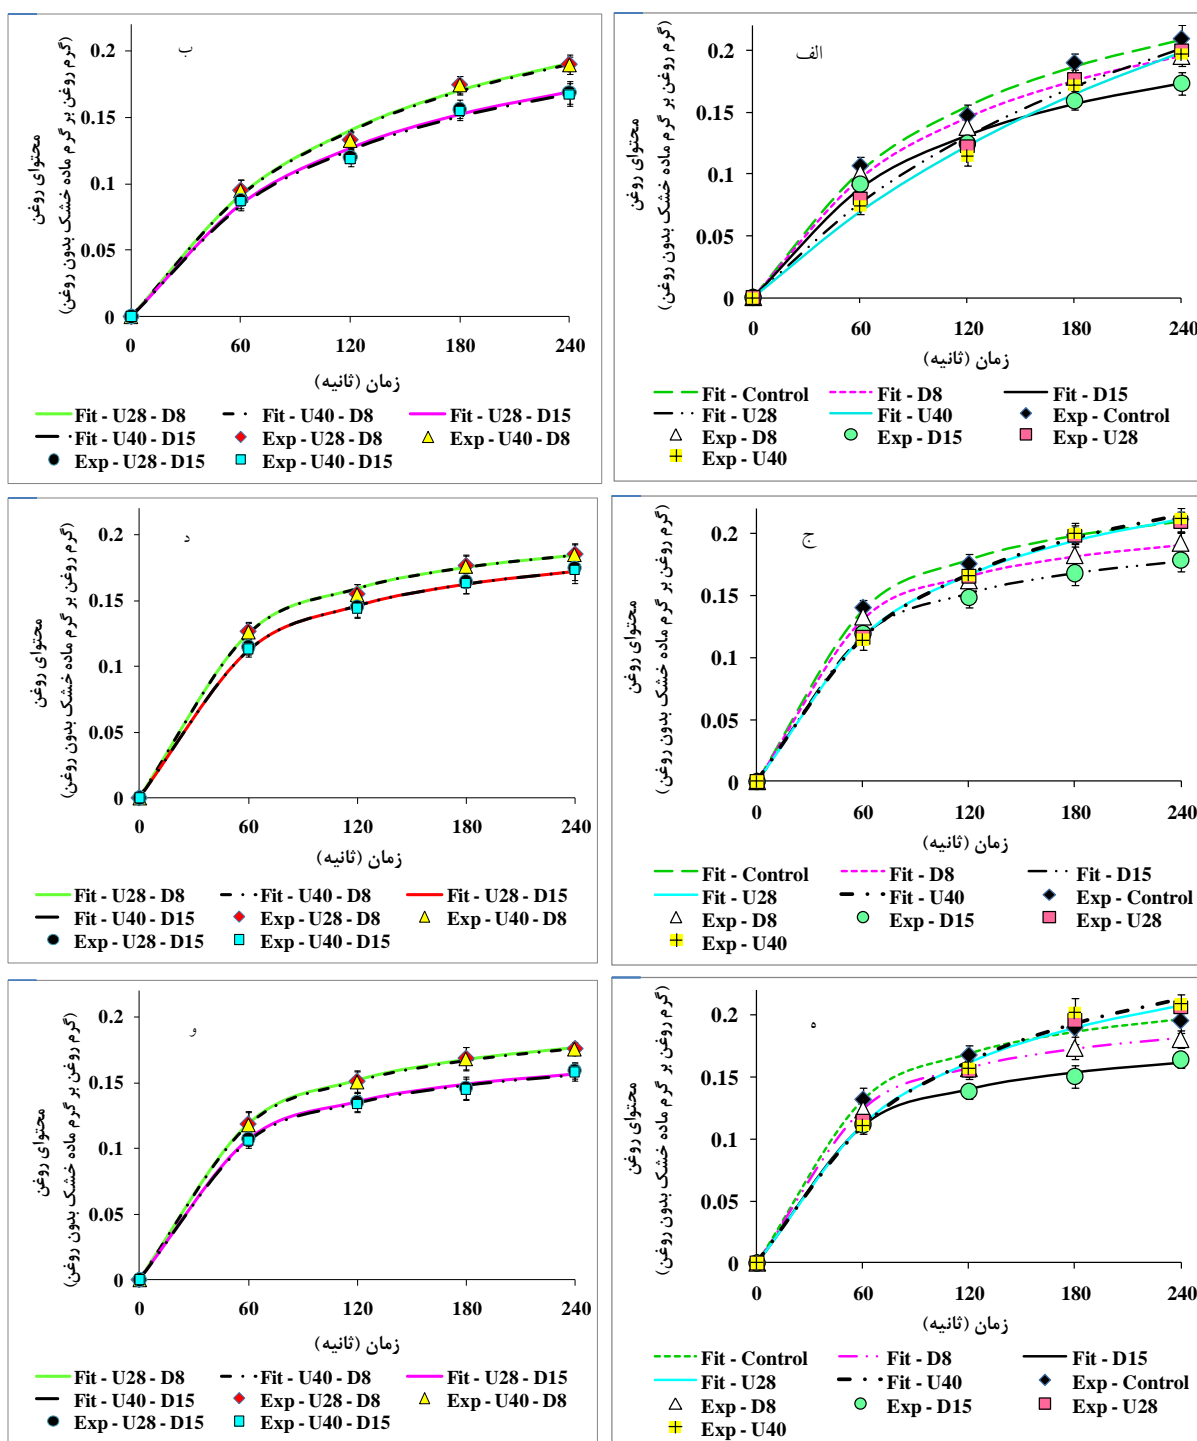 الف
محتوای روغن
(گرم روغن بر گرم ماده خشک بدون روغن)
0.2
0.15
0.1
0.05
0
0 60 120 180 240
زمان (ثانیه)
Fit - Control Fit - D8 Fit - D15
Fit - U28 Fit - U40 Exp - Control
Exp - D8 Exp - D15 Exp - U28
Exp - U40
ب
محتوای روغن
(گرم روغن بر گرم ماده خشک بدون روغن)
0.2
0.15
0.1
0.05
0
0 60 120 180 240
زمان (ثانیه)
Fit - U28 - D8 Fit - U40 - D8 Fit - U28 - D15
Fit - U40 - D15 Exp - U28 - D8 Exp - U40 - D8
Exp - U28 - D15 Exp - U40 - D15
ج
محتوای روغن
(گرم روغن بر گرم ماده خشک بدون روغن)
0.2
0.15
0.1
0.05
0
0 60 120 180 240
زمان (ثانیه)
Fit - Control Fit - D8 Fit - D15
Fit - U28 Fit - U40 Exp - Control
Exp - D8 Exp - D15 Exp - U28
Exp - U40
د
محتوای روغن
(گرم روغن بر گرم ماده خشک بدون روغن)
0.2
0.15
0.1
0.05
0
0 60 120 180 240
زمان (ثانیه)
Fit - U28 - D8 Fit - U40 - D8 Fit - U28 - D15
Fit - U40 - D15 Exp - U28 - D8 Exp - U40 - D8
Exp - U28 - D15 Exp - U40 - D15
ه
محتوای روغن
(گرم روغن بر گرم ماده خشک بدون روغن)
0.2
0.15
0.1
0.05
0
0 60 120 180 240
زمان (ثانیه)
Fit - Control Fit - D8 Fit - D15
Fit - U28 Fit - U40 Exp - Control
Exp - D8 Exp - D15 Exp - U28
Exp - U40
و
محتوای روغن
(گرم روغن بر گرم ماده خشک بدون روغن)
0.2
0.15
0.1
0.05
0
0 60 120 180 240
زمان (ثانیه)
Fit - U28 - D8 Fit - U40 - D8 Fit - U28 - D15
Fit - U40 - D15 Exp - U28 - D8 Exp - U40 - D8
Exp - U28 - D15 Exp - U40 - D15